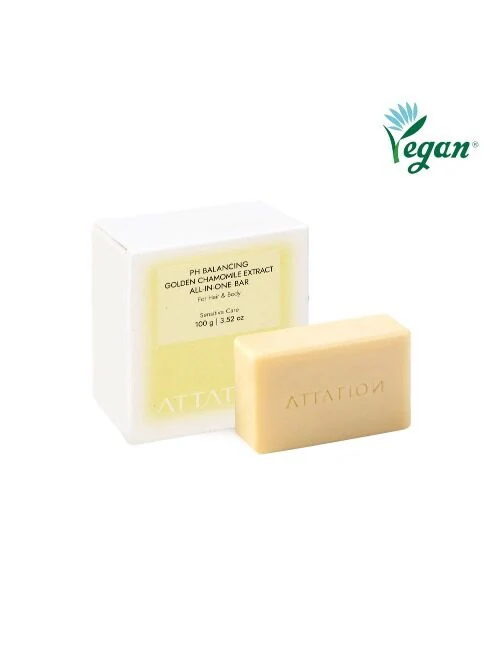 Vegan®
PH BALANCING
GOLDEN CHAMOMILE EXTRACT
ALL-IN-ONE BAR
For Hair & Body
Sensitive Care
100 g | 3.52 oz
ATTATION